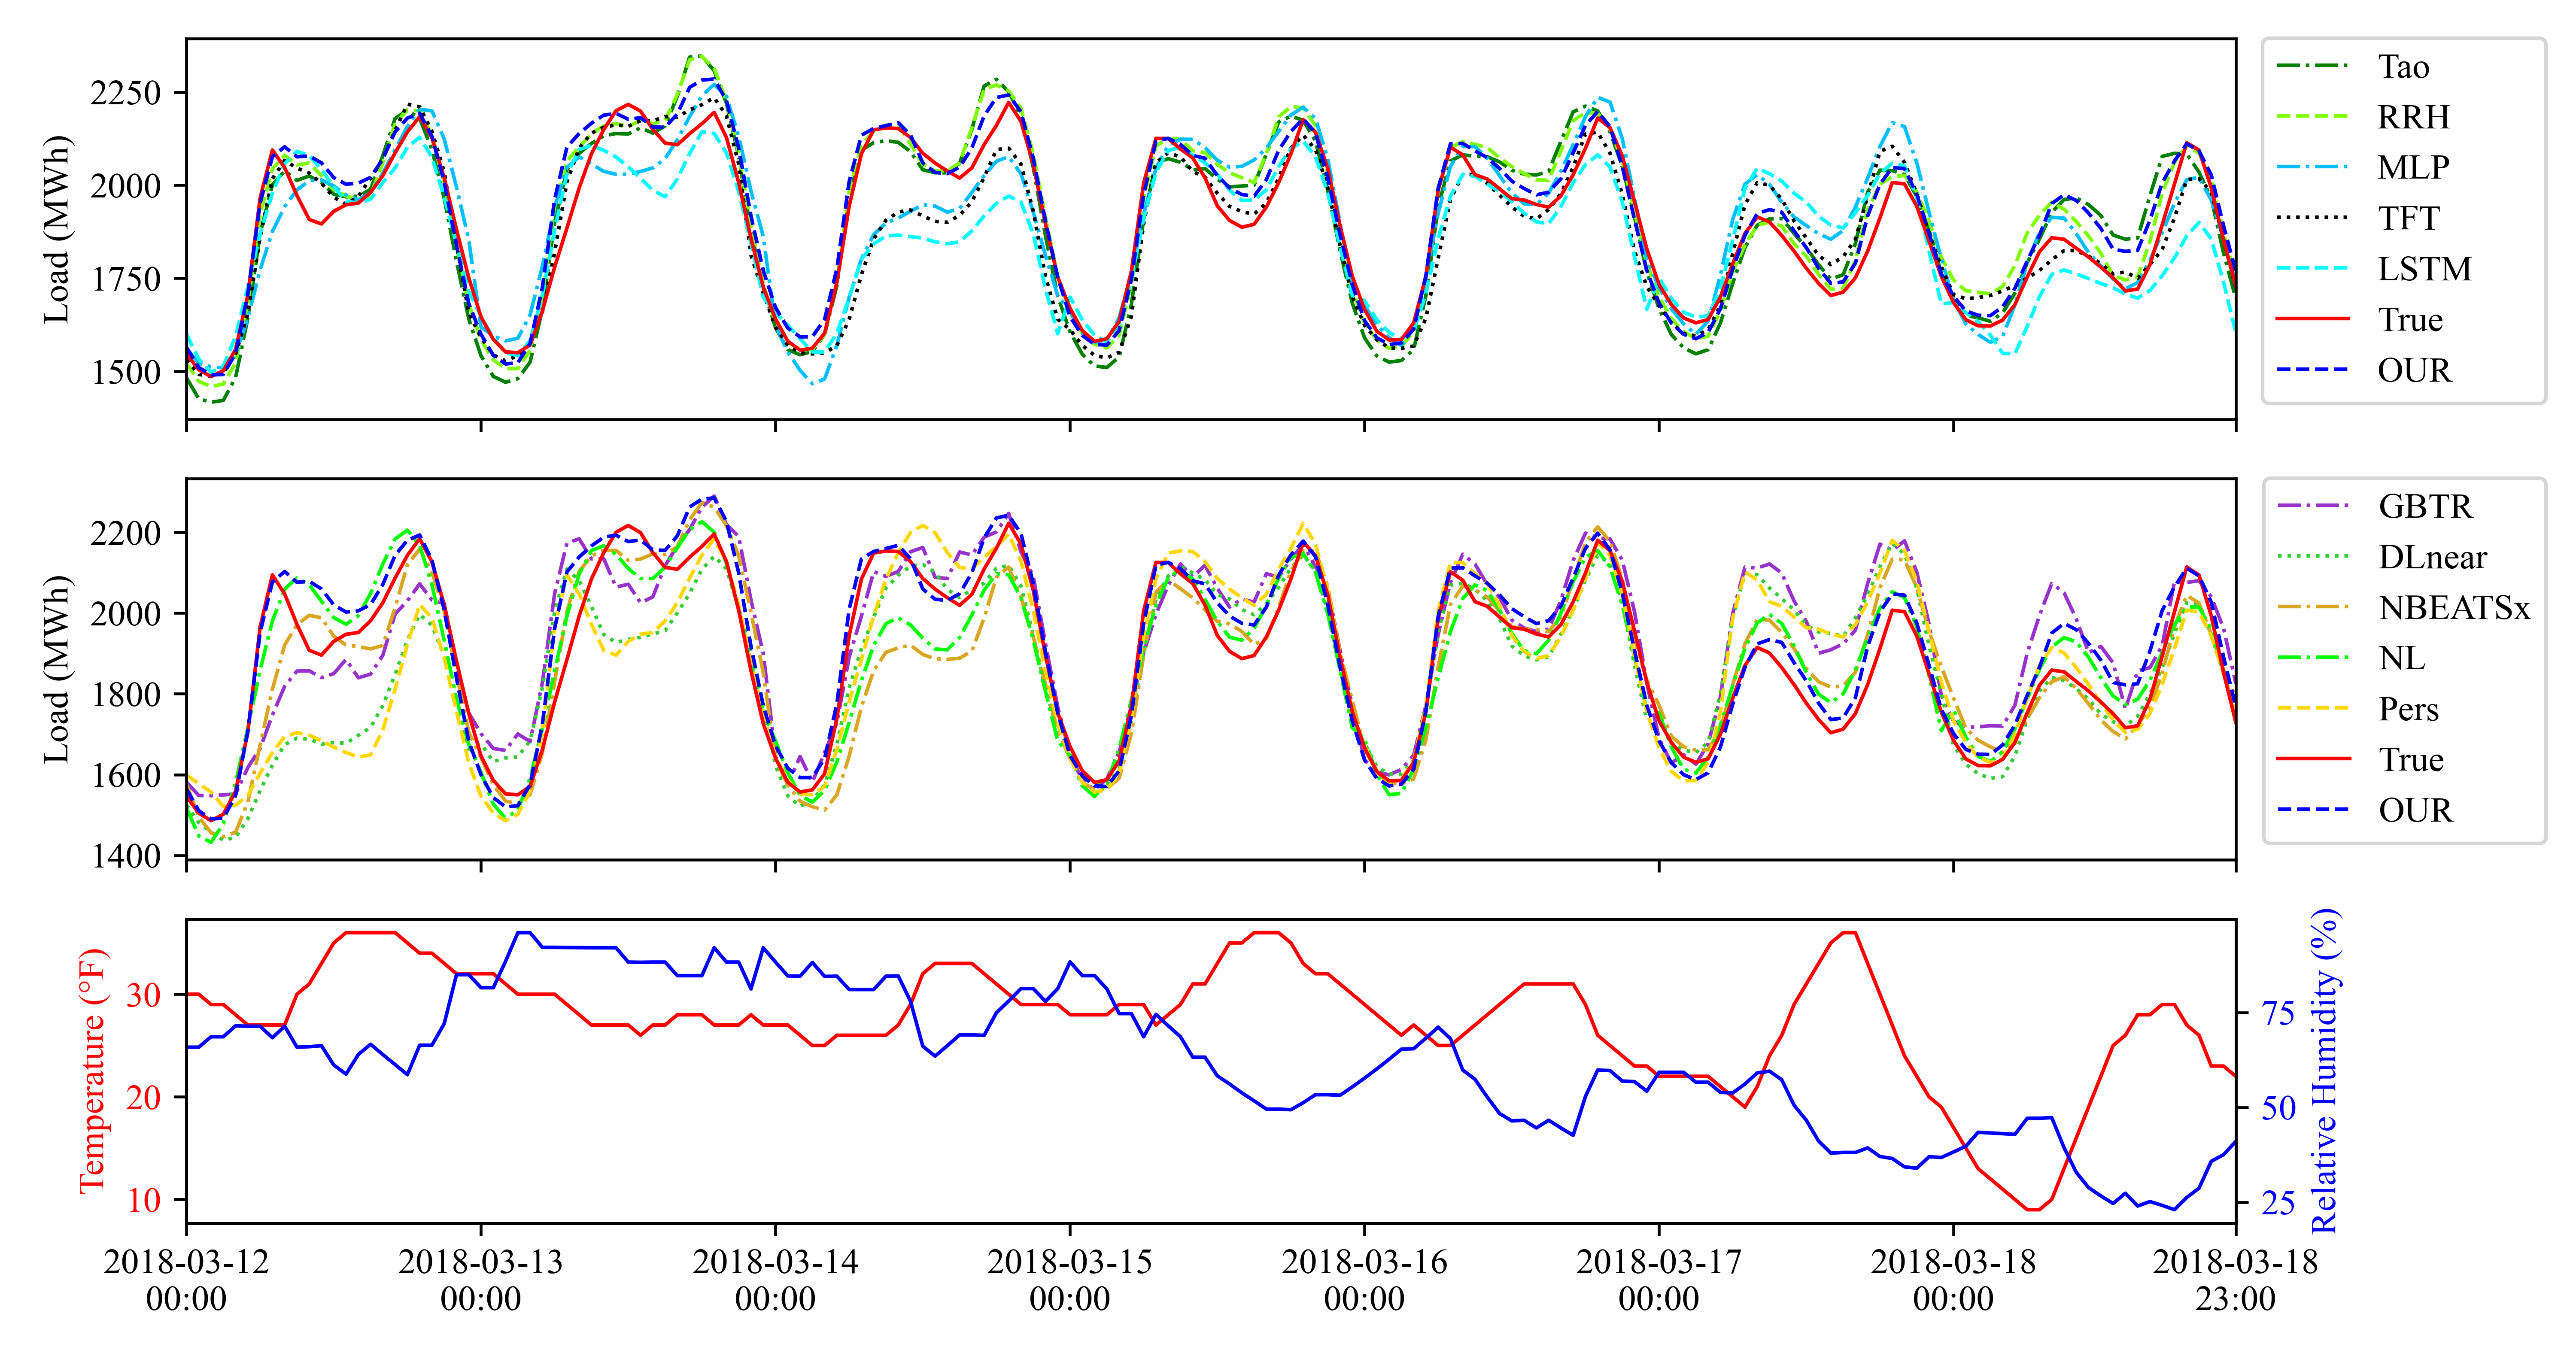 Load (MWh)
2250
2000
1750
1500
Tao
RRH
MLP
TFT
LSTM
True
OUR
Load (MWh)
2200
2000
1800
1600
1400
GBTR
DLnear
NBEATSx
NL
Pers
True
OUR
Temperature (°F)
30
20
10
75
50
25
Relative Humidity (%)
2018-03-12 2018-03-13 2018-03-14 2018-03-15 2018-03-16 2018-03-17 2018-03-18 2018-03-18
00:00 00:00 00:00 00:00 00:00 00:00 00:00 23:00